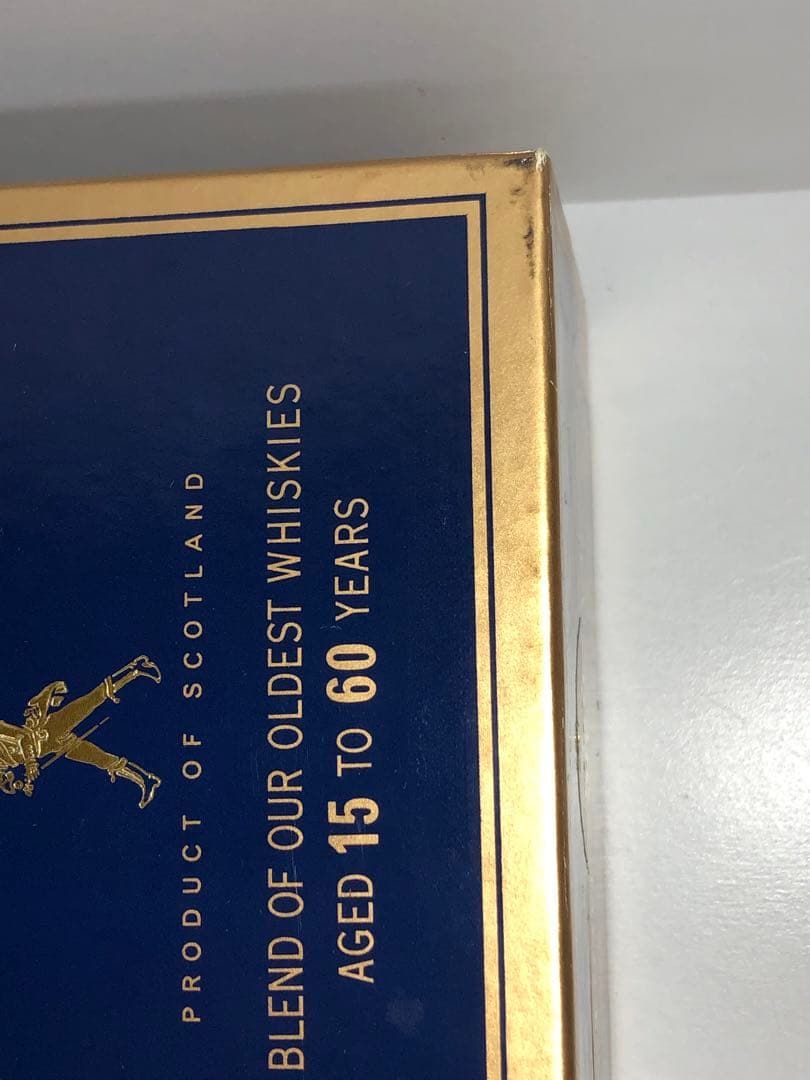 PRODUCT OF SCOTLAND
BLEND OF OUR OLDEST WHISKIES
AGED 15 TO 60 YEARS